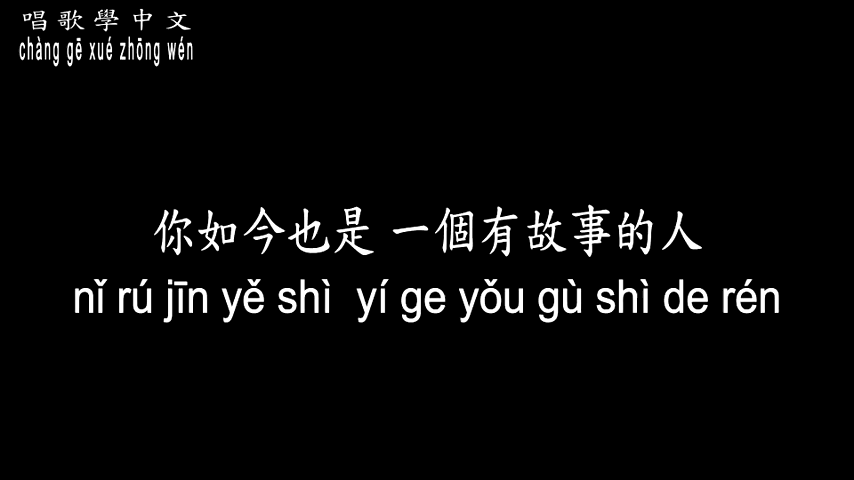 唱歌學中文
chàng gē xué zhōng wén
你如今也是 一個有故事的人
nǐ rú jīn yě shì yí ge yǒu gù shì de rén